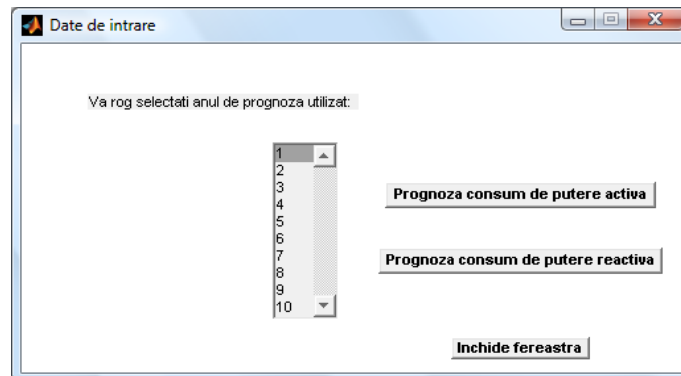 Date de intrare
Va rog selectati anul de prognoza utilizat:
1
2
3
4
5
6
7
8
9
10
Prognoza consum de putere activa
Prognoza consum de putere reactiva
Inchide fereastra